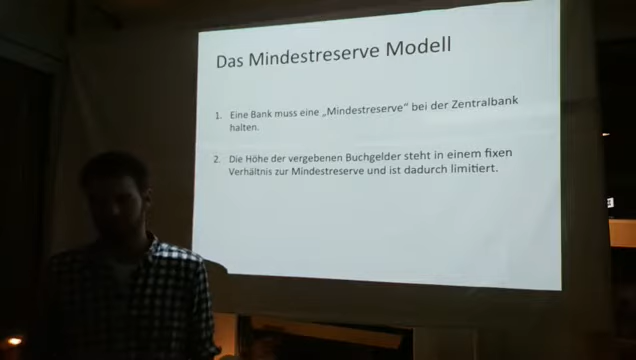 Das Mindestreserve Modell
1. Eine Bank muss eine „Mindestreserve“ bei der Zentralbank
halten.
2. Die Höhe der vergebenen Buchgelder steht in einem fixen
Verhältnis zur Mindestreserve und ist dadurch limitiert.